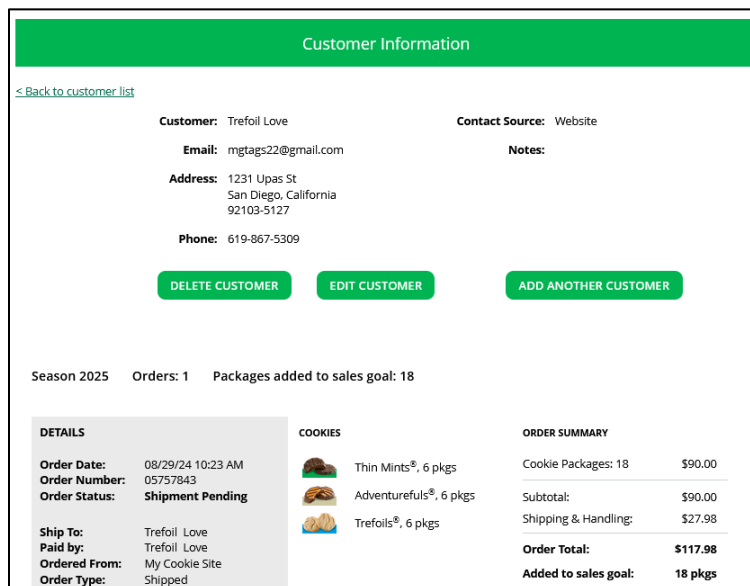 Customer Information
< Back to customer list
Customer: Trefoil Love
Contact Source: Website
Email: mgtags22@gmail.com
Notes:
Address: 1231 Upas St
San Diego, California
92103-5127
Phone: 619-867-5309
DELETE CUSTOMER
EDIT CUSTOMER
ADD ANOTHER CUSTOMER
Season 2025 Orders: 1 Packages added to sales goal: 18
DETAILS
Order Date: 08/29/24 10:23 AM
Order Number: 05757843
Order Status: Shipment Pending
Ship To: Trefoil Love
Paid by: Trefoil Love
Ordered From: My Cookie Site
Order Type: Shipped
COOKIES
Thin Mints®, 6 pkgs
Adventurefuls®, 6 pkgs
Trefoils®, 6 pkgs
ORDER SUMMARY
Cookie Packages: 18 $90.00
Subtotal: $90.00
Shipping & Handling: $27.98
Order Total: $117.98
Added to sales goal: 18 pkgs